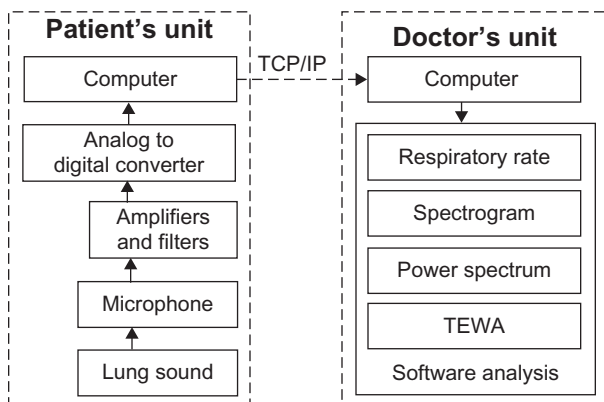 Patient's unit
Computer
Analog to
digital converter
Amplifiers
and filters
Microphone
Lung sound
TCP/IP
Doctor's unit
Computer
Respiratory rate
Spectrogram
Power spectrum
TEWA
Software analysis